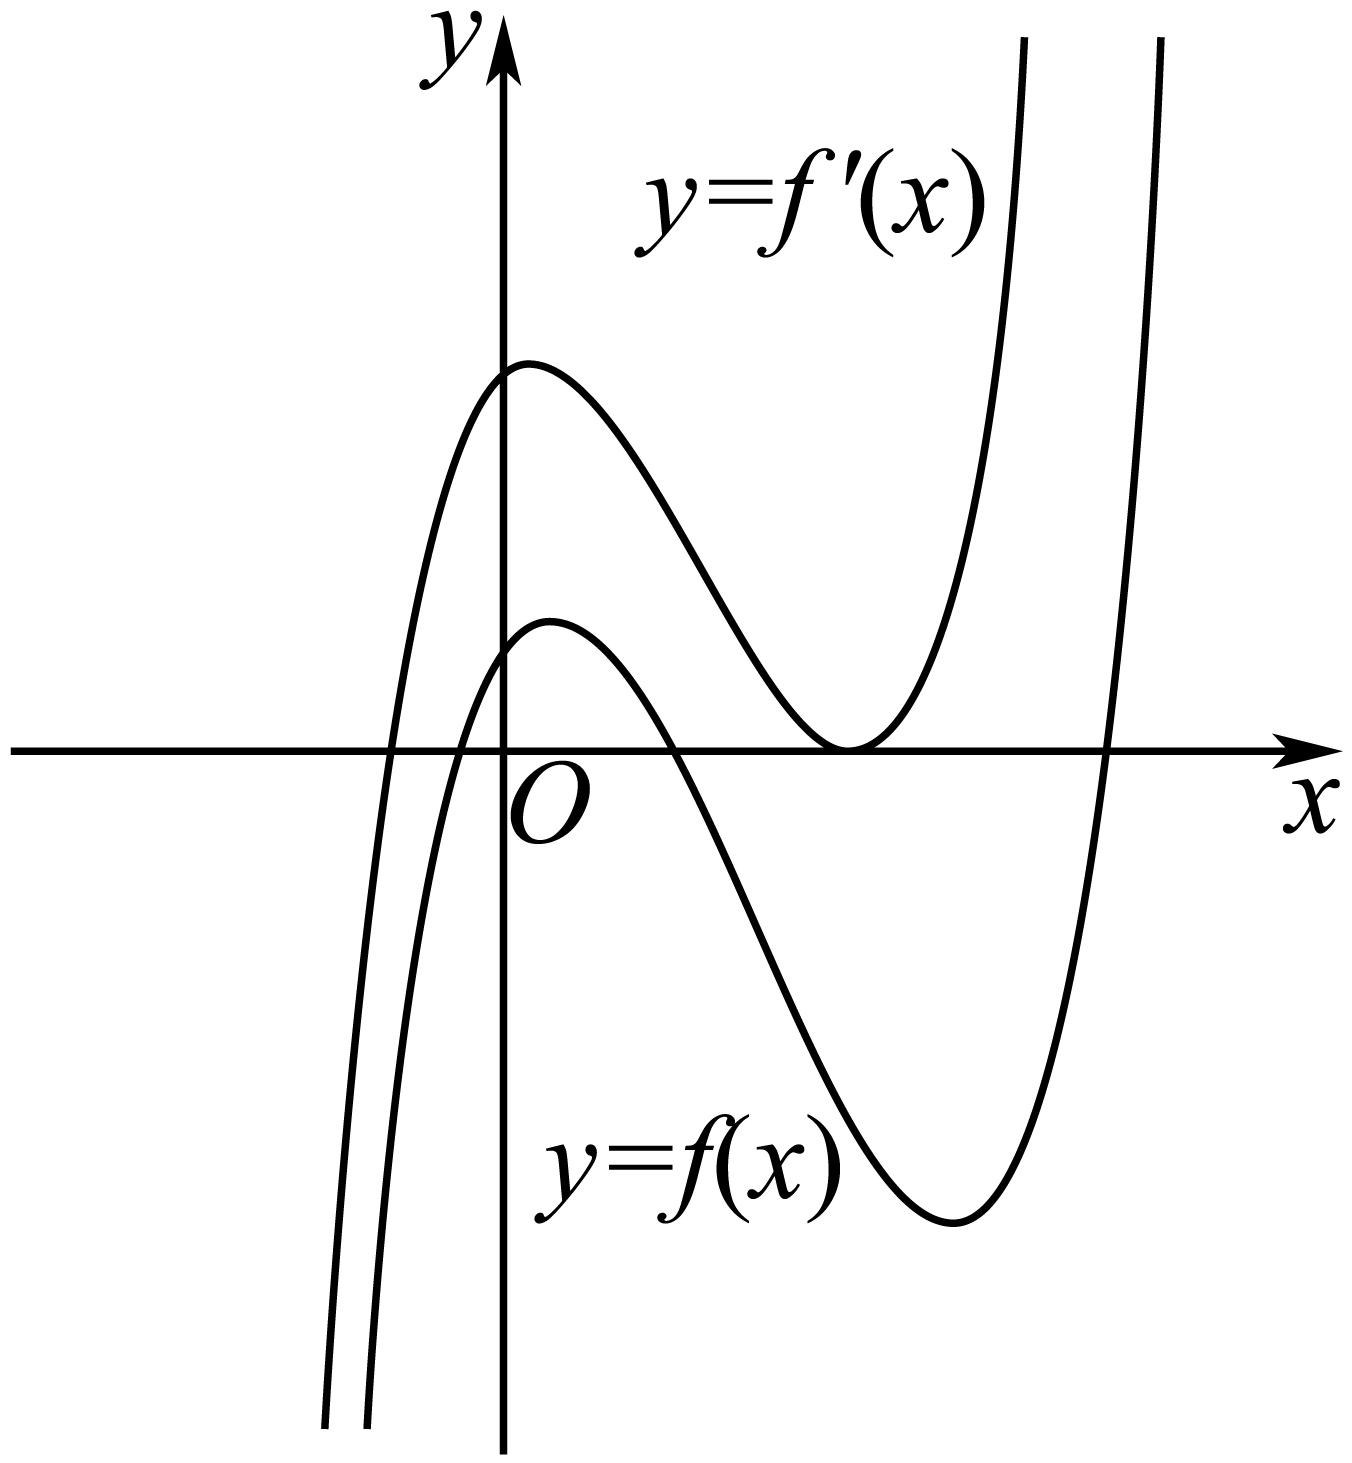 y
y=f′(x)
O
x
y=f(x)